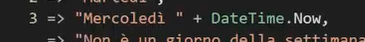 3 => "Mercoledì " + DateTime.Now,
=> "Non è un giorno della settimana